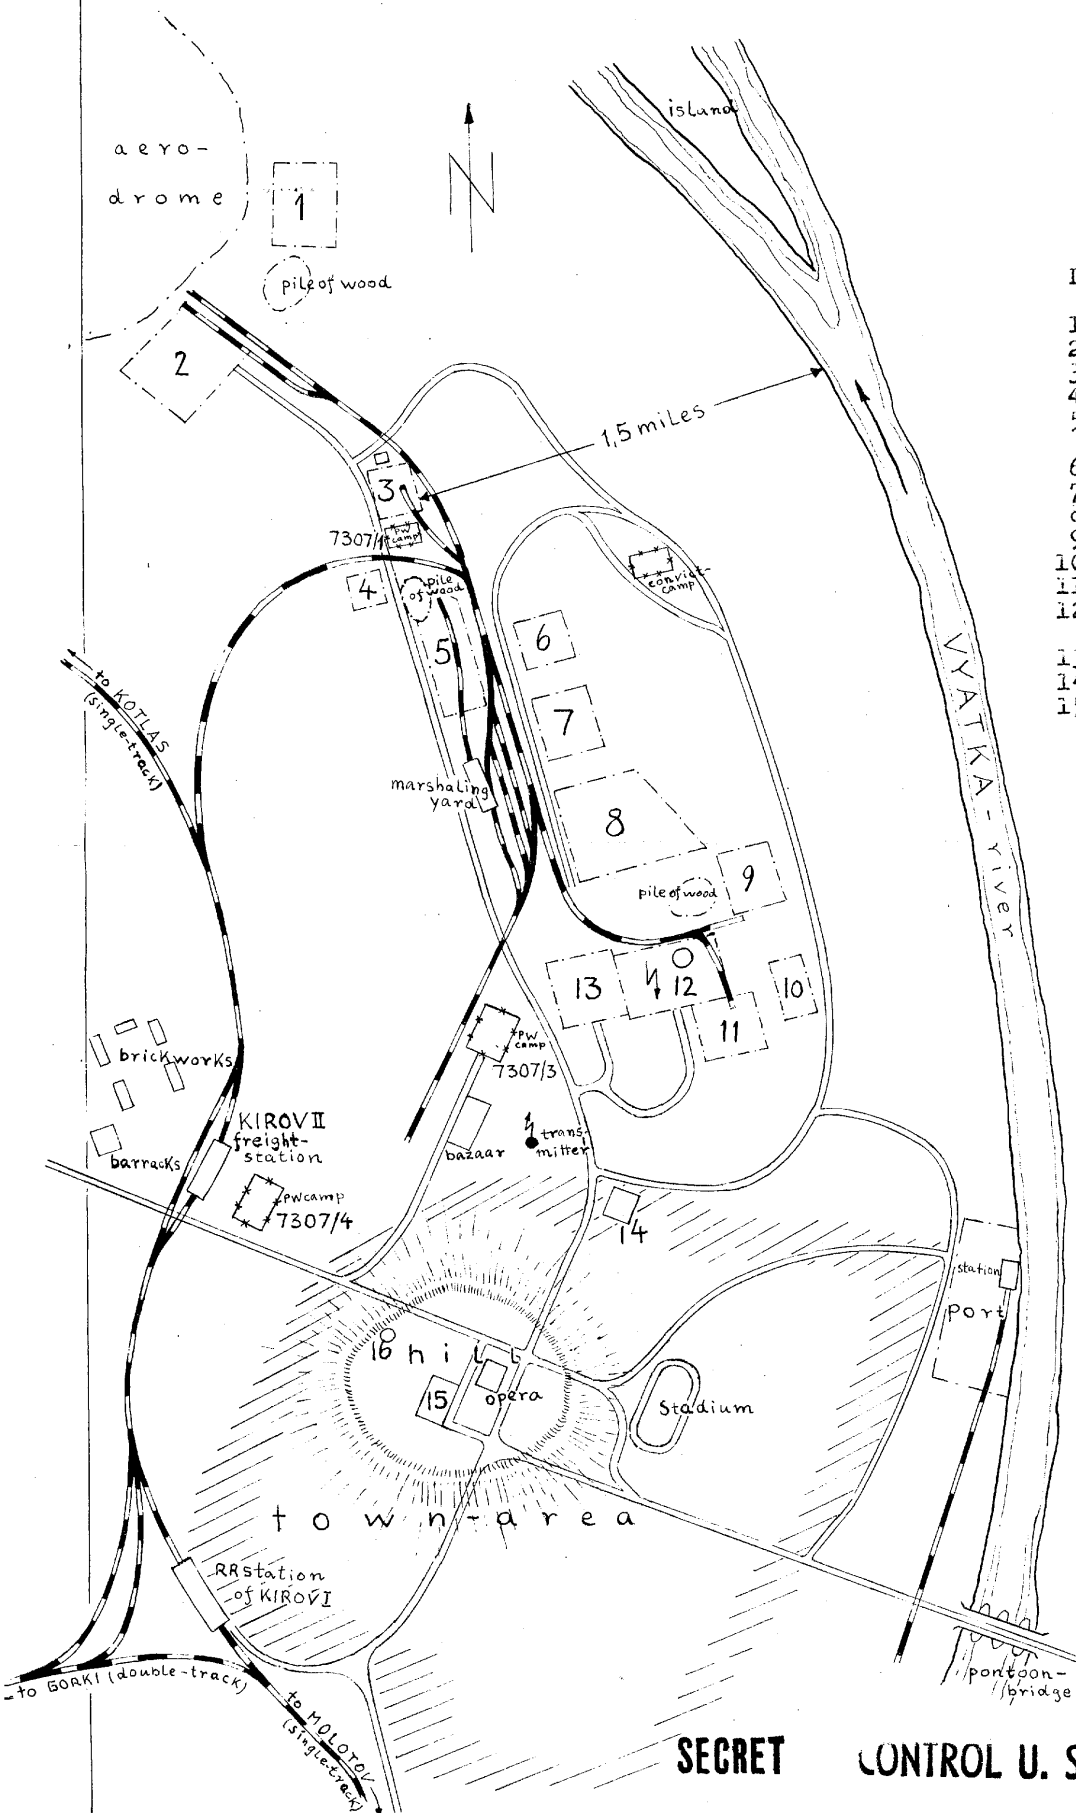 island
aero-
drome
N
1
pile of wood
2
1,5 miles
3
7307/1
PW
camp
4
pile
of wood
5
convict-
camp
6
7
to KOTLAS
(single-track)
VYATKA-river
marshaling
yard
8
9
pile of wood
13
12
10
11
PW
camp
7307/3
brickworks
KIROV II
freight-
station
barracks
bazaar
trans-
mitter
PW camp
7307/4
14
station
port
16
hill
15
opera
Stadium
town-area
RR station
of KIROV I
to GORKI (double-track)
to MOLOTOV
(single-track)
pontoon-
bridge
SECRET CONTROL U. S